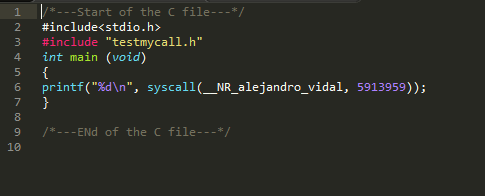 1 /*---Start of the C file---*/
2 #include<stdio.h>
3 #include "testmycall.h"
4 int main (void)
5 {
6 printf("%d\n", syscall(__NR_alejandro_vidal, 5913959));
7 }
8
9 /*---ENd of the C file---*/
10